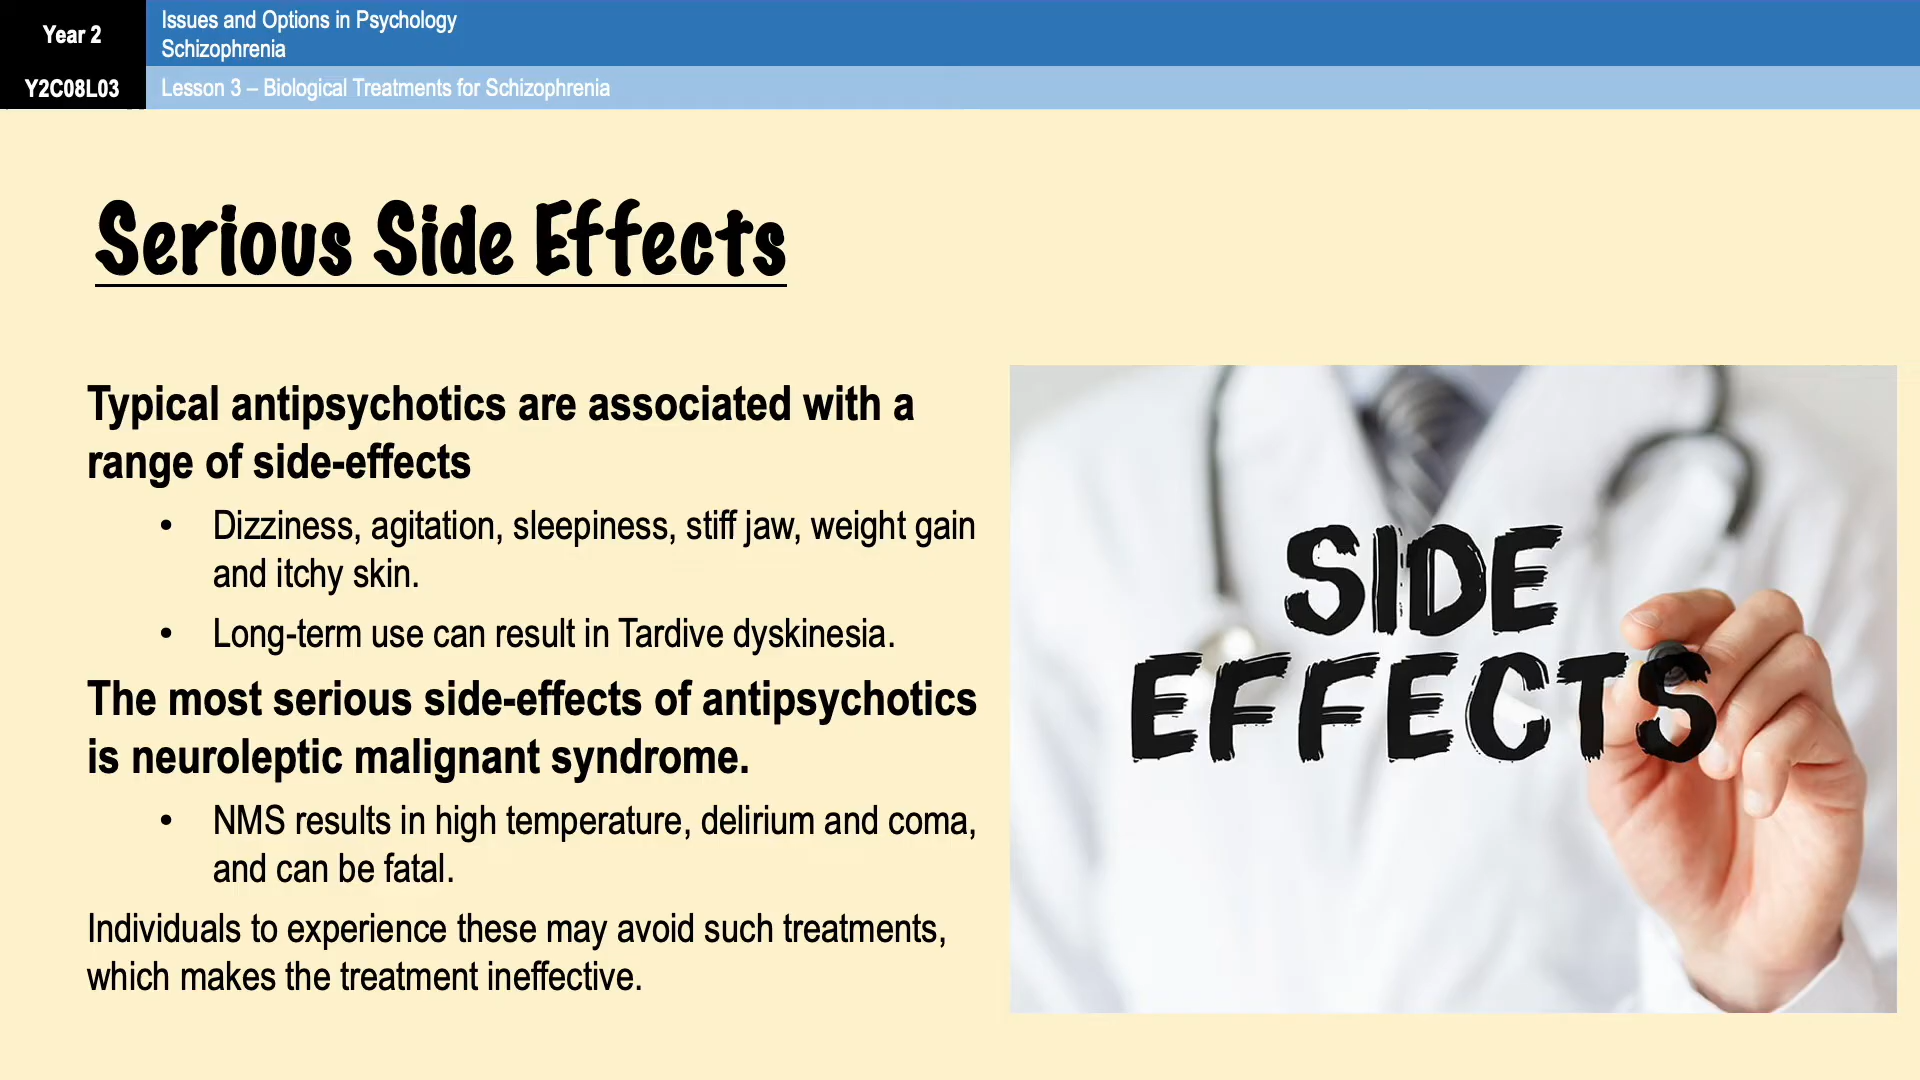 Year 2
Issues and Options in Psychology
Schizophrenia
Y2C08L03
Lesson 3 – Biological Treatments for Schizophrenia
Serious Side Effects
Typical antipsychotics are associated with a
range of side-effects
• Dizziness, agitation, sleepiness, stiff jaw, weight gain
and itchy skin.
• Long-term use can result in Tardive dyskinesia.
The most serious side-effects of antipsychotics
is neuroleptic malignant syndrome.
• NMS results in high temperature, delirium and coma,
and can be fatal.
Individuals to experience these may avoid such treatments,
which makes the treatment ineffective.
SIDE
EFFECTS